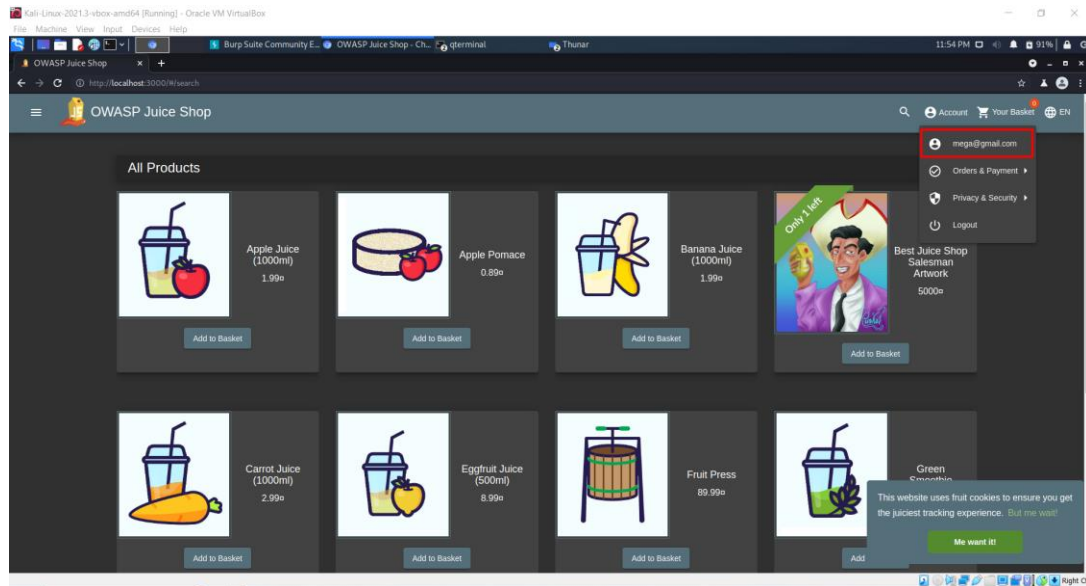 Kali-Linux-2021.3-vbox-amd64 [Running] - Oracle VM VirtualBox
File Machine View Input Devices Help
Burp Suite Community E... OWASP Juice Shop - Ch... qterminal Thunar 11:54 PM 91%
OWASP Juice Shop
http://localhost:3000/#/search
OWASP Juice Shop Account Your Basket 0 EN
mega@gmail.com
Orders & Payment
Privacy & Security
Logout
All Products
Apple Juice
(1000ml)
1.99¤
Add to Basket
Apple Pomace
0.89¤
Add to Basket
Banana Juice
(1000ml)
1.99¤
Add to Basket
Only 1 left
Best Juice Shop
Salesman
Artwork
5000¤
Add to Basket
Carrot Juice
(1000ml)
2.99¤
Add to Basket
Eggfruit Juice
(500ml)
8.99¤
Add to Basket
Fruit Press
89.99¤
Add to Basket
Green
Smoothie
Add
This website uses fruit cookies to ensure you get
the juiciest tracking experience. But me wait!
Me want it!
Right C